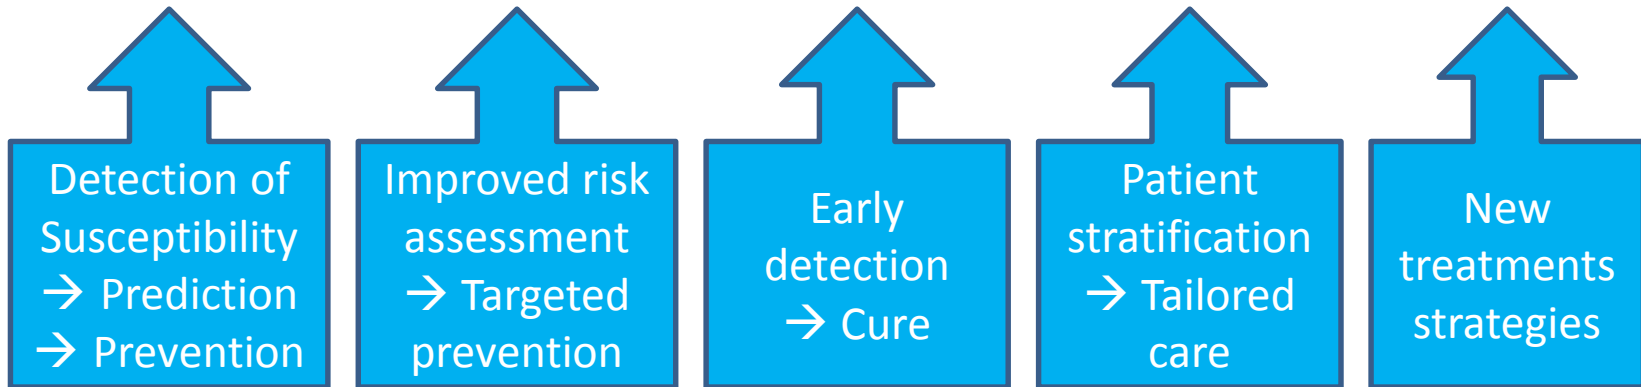 Detection of
Susceptibility
→ Prediction
→ Prevention
Improved risk
assessment
→ Targeted
prevention
Early
detection
→ Cure
Patient
stratification
→ Tailored
care
New
treatments
strategies